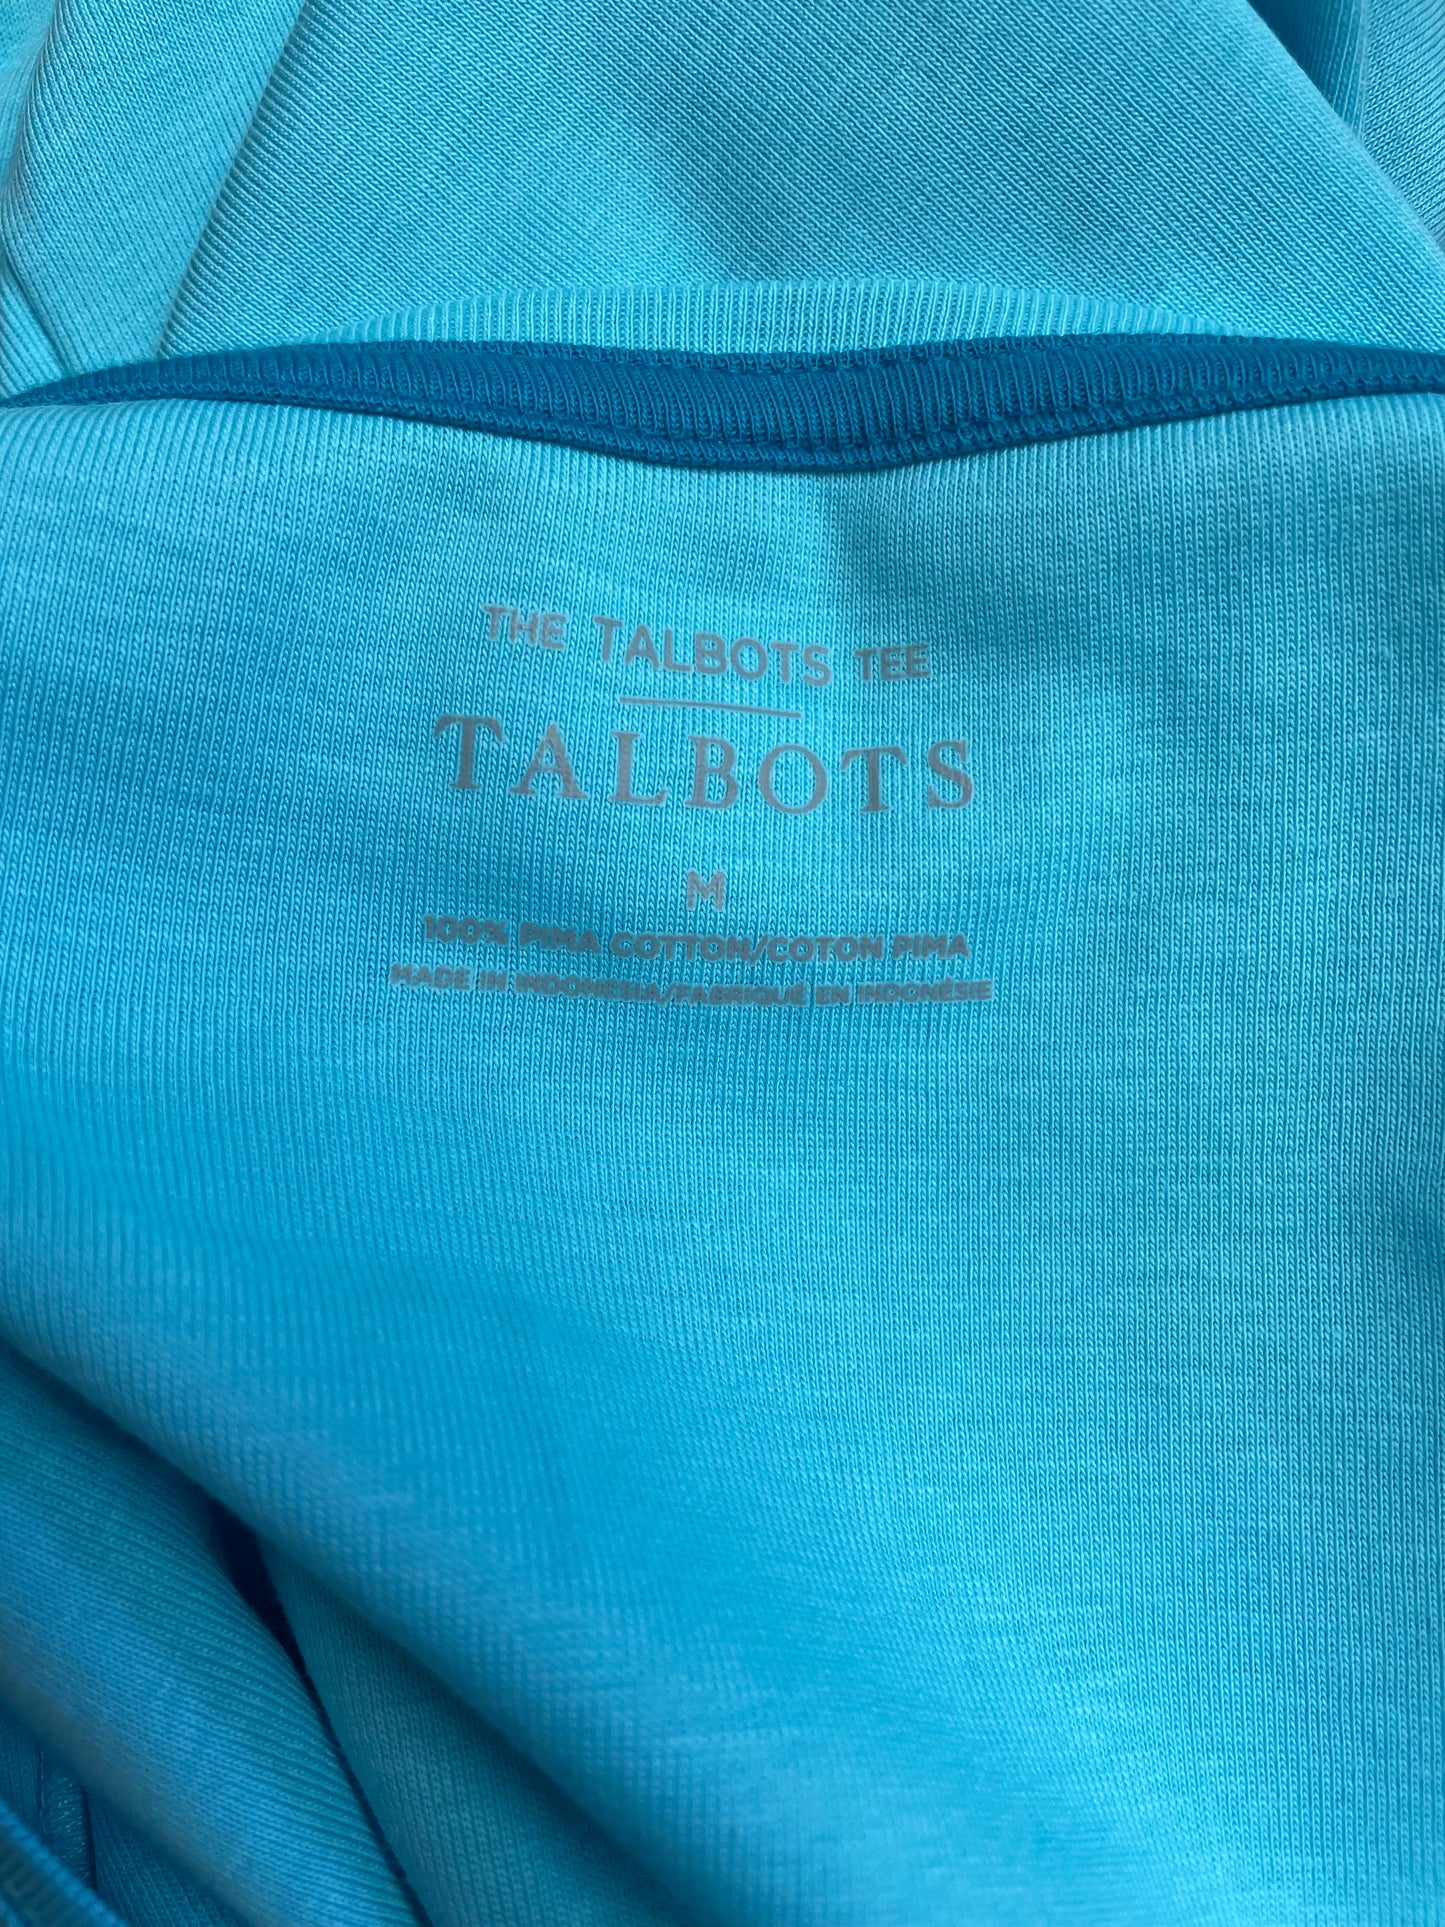 THE TALBOTS TEE
TALBOTS
M
100% PIMA COTTON/COTON PIMA
MADE IN INDONESIA/FABRIQUÉ EN INDONÉSIE